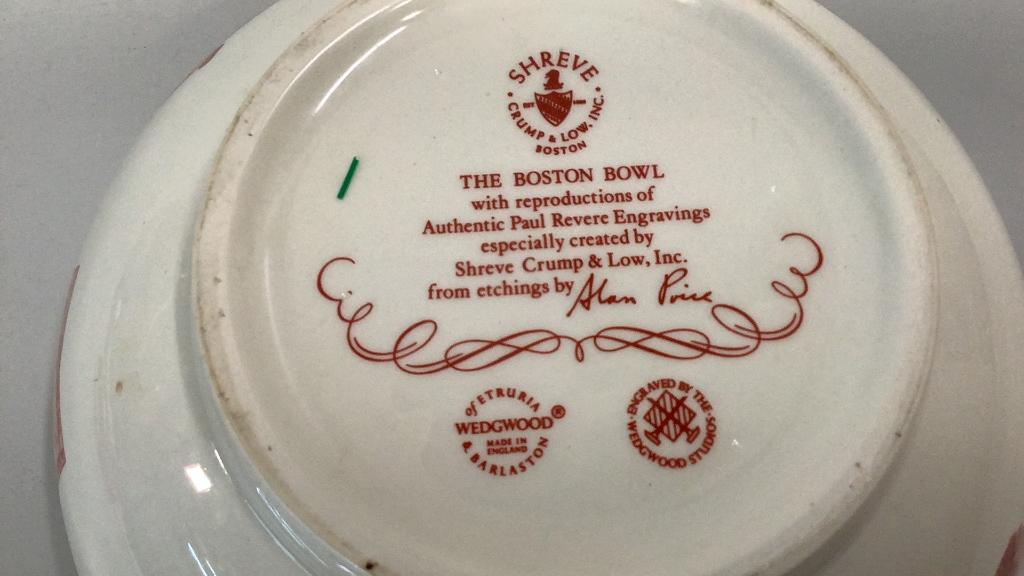 SHREVE
CRUMP & LOW, INC.
BOSTON
THE BOSTON BOWL
with reproductions of
Authentic Paul Revere Engravings
especially created by
Shreve Crump & Low, Inc.
from etchings by Alan Price
OF ETRURIA
WEDGWOOD®
MADE IN
ENGLAND
& BARLASTON
ENGRAVED BY THE
WEDGWOOD STUDIOS